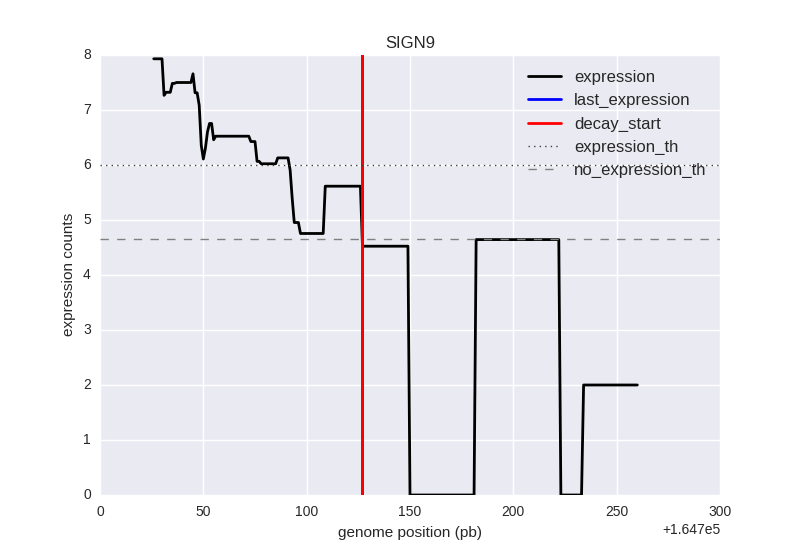 SIGN9
8
7
6
5
4
3
2
1
0
expression counts
expression
last_expression
decay_start
expression_th
no_expression_th
0 50 100 150 200 250 300
genome position (pb)
+1.647e5